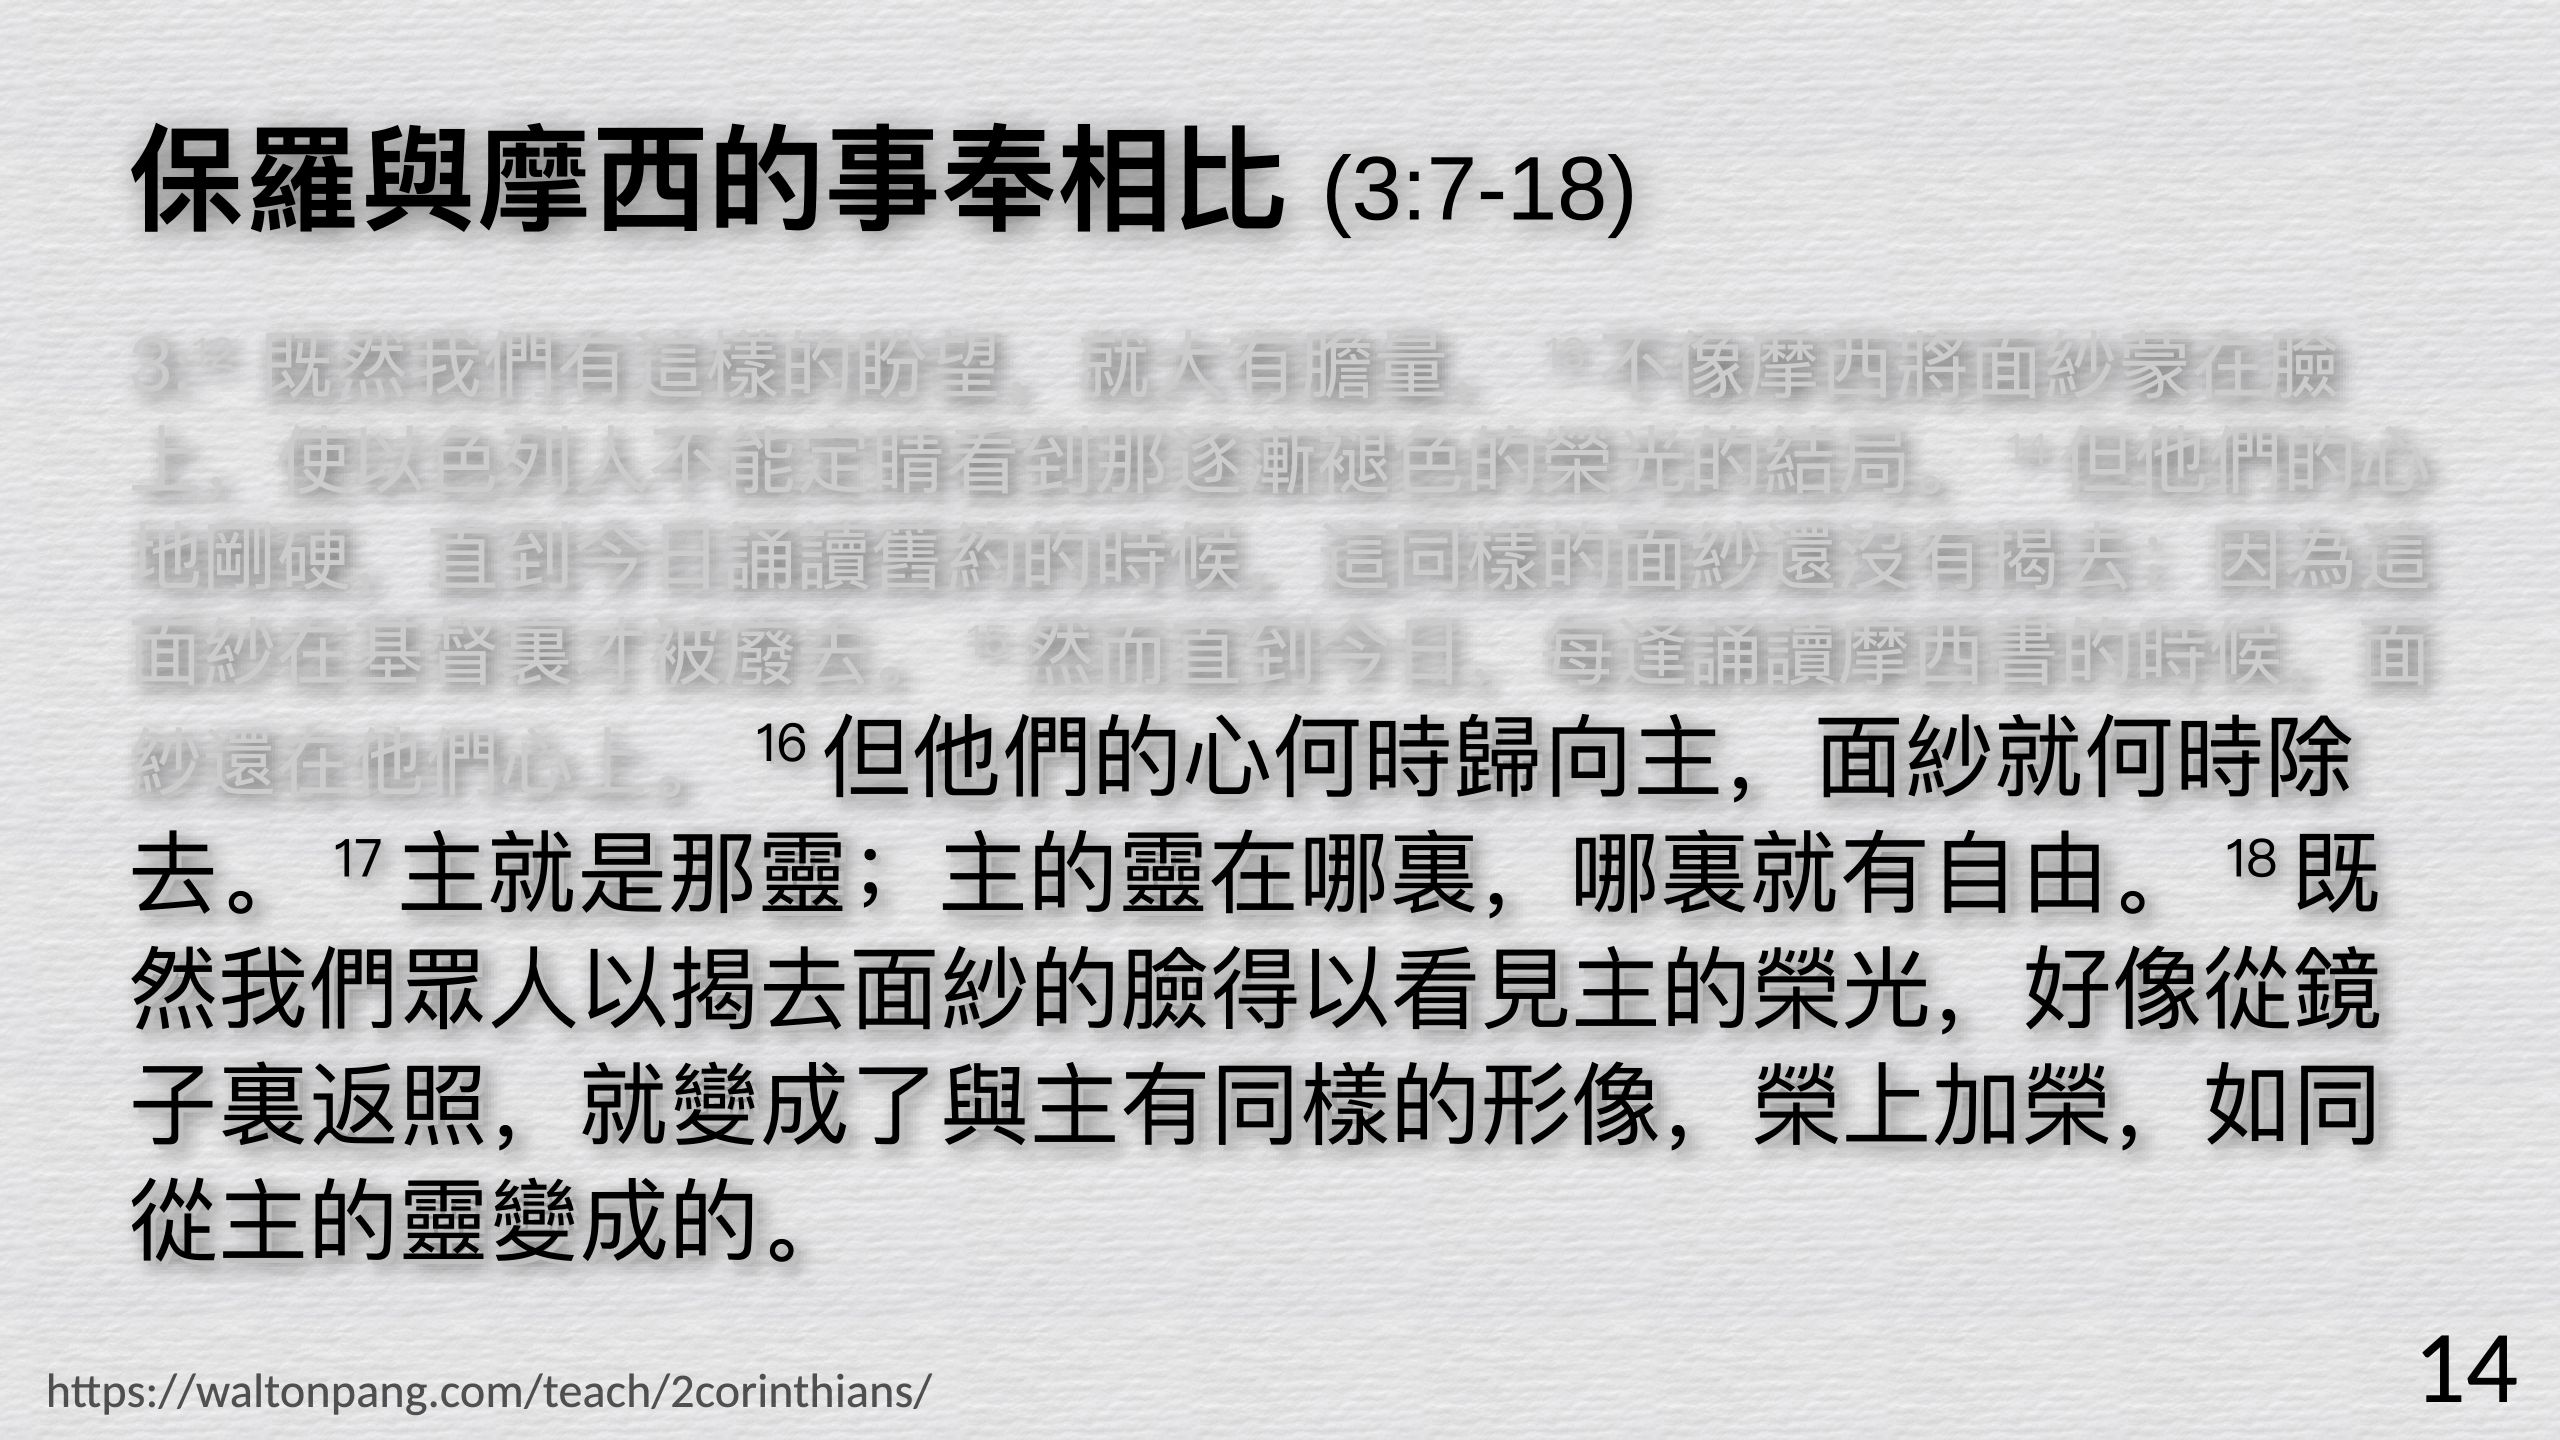 保羅與摩西的事奉相比 (3:7-18)
3:12 既然我們有這樣的盼望，就大有膽量， 13 不像摩西將面紗蒙在臉
上，使以色列人不能定睛看到那逐漸褪色的榮光的結局。 14 但他們的心
地剛硬，直到今日誦讀舊約的時候，這同樣的面紗還沒有揭去；因為這
面紗在基督裏才被廢去。 15 然而直到今日，每逢誦讀摩西書的時候，面
紗還在他們心上。 16 但他們的心何時歸向主，面紗就何時除
去。 17 主就是那靈；主的靈在哪裏，哪裏就有自由。 18 既
然我們眾人以揭去面紗的臉得以看見主的榮光，好像從鏡
子裏返照，就變成了與主有同樣的形像，榮上加榮，如同
從主的靈變成的。
https://waltonpang.com/teach/2corinthians/
14